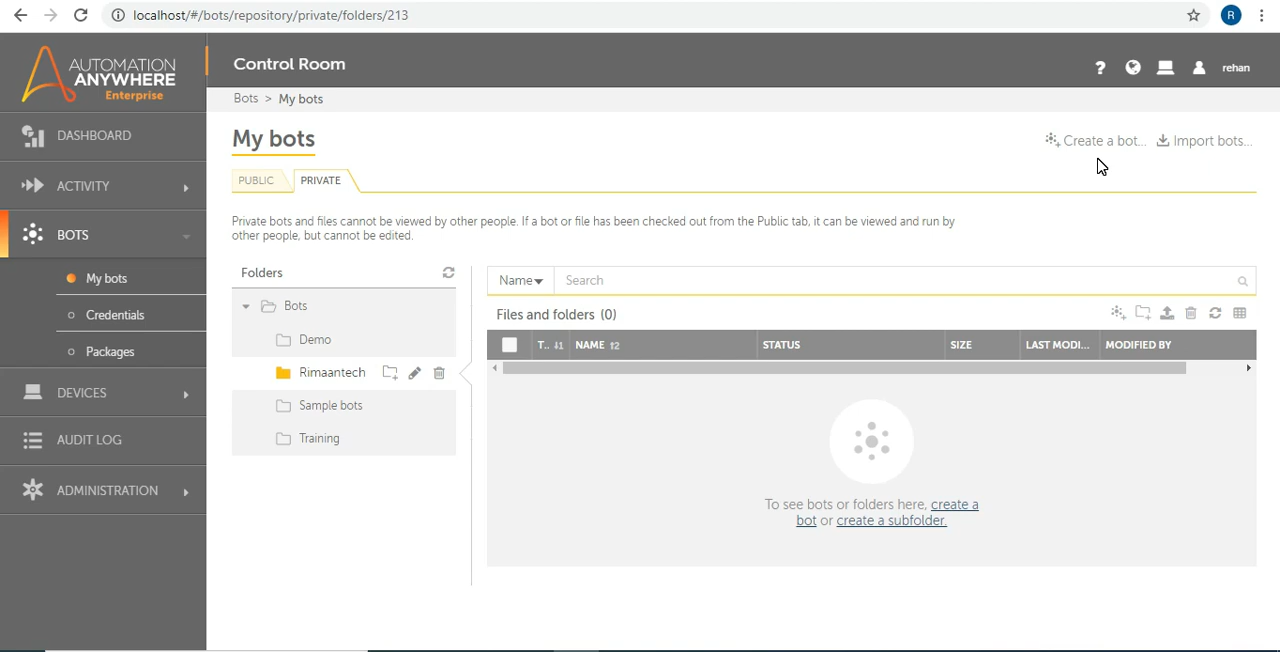 localhost/#/bots/repository/private/folders/213
R
AUTOMATION
ANYWHERE
Enterprise
Control Room
? rehan
Bots > My bots
DASHBOARD
ACTIVITY
BOTS
My bots
Credentials
Packages
DEVICES
AUDIT LOG
ADMINISTRATION
My bots
Create a bot... Import bots...
PUBLIC PRIVATE
Private bots and files cannot be viewed by other people. If a bot or file has been checked out from the Public tab, it can be viewed and run by
other people, but cannot be edited.
Folders
Bots
Demo
Rimaantech
Sample bots
Training
Name Search
Files and folders (0)
T.. NAME STATUS SIZE LAST MODI... MODIFIED BY
To see bots or folders here, create a
bot or create a subfolder.